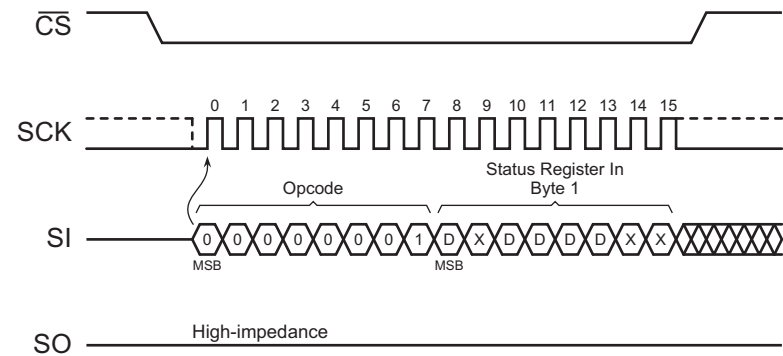 CS
0 1 2 3 4 5 6 7 8 9 10 11 12 13 14 15
SCK
Opcode
Status Register In
Byte 1
SI
0 0 0 0 0 0 0 1 D X D D D D X X
MSB MSB
High-impedance
SO